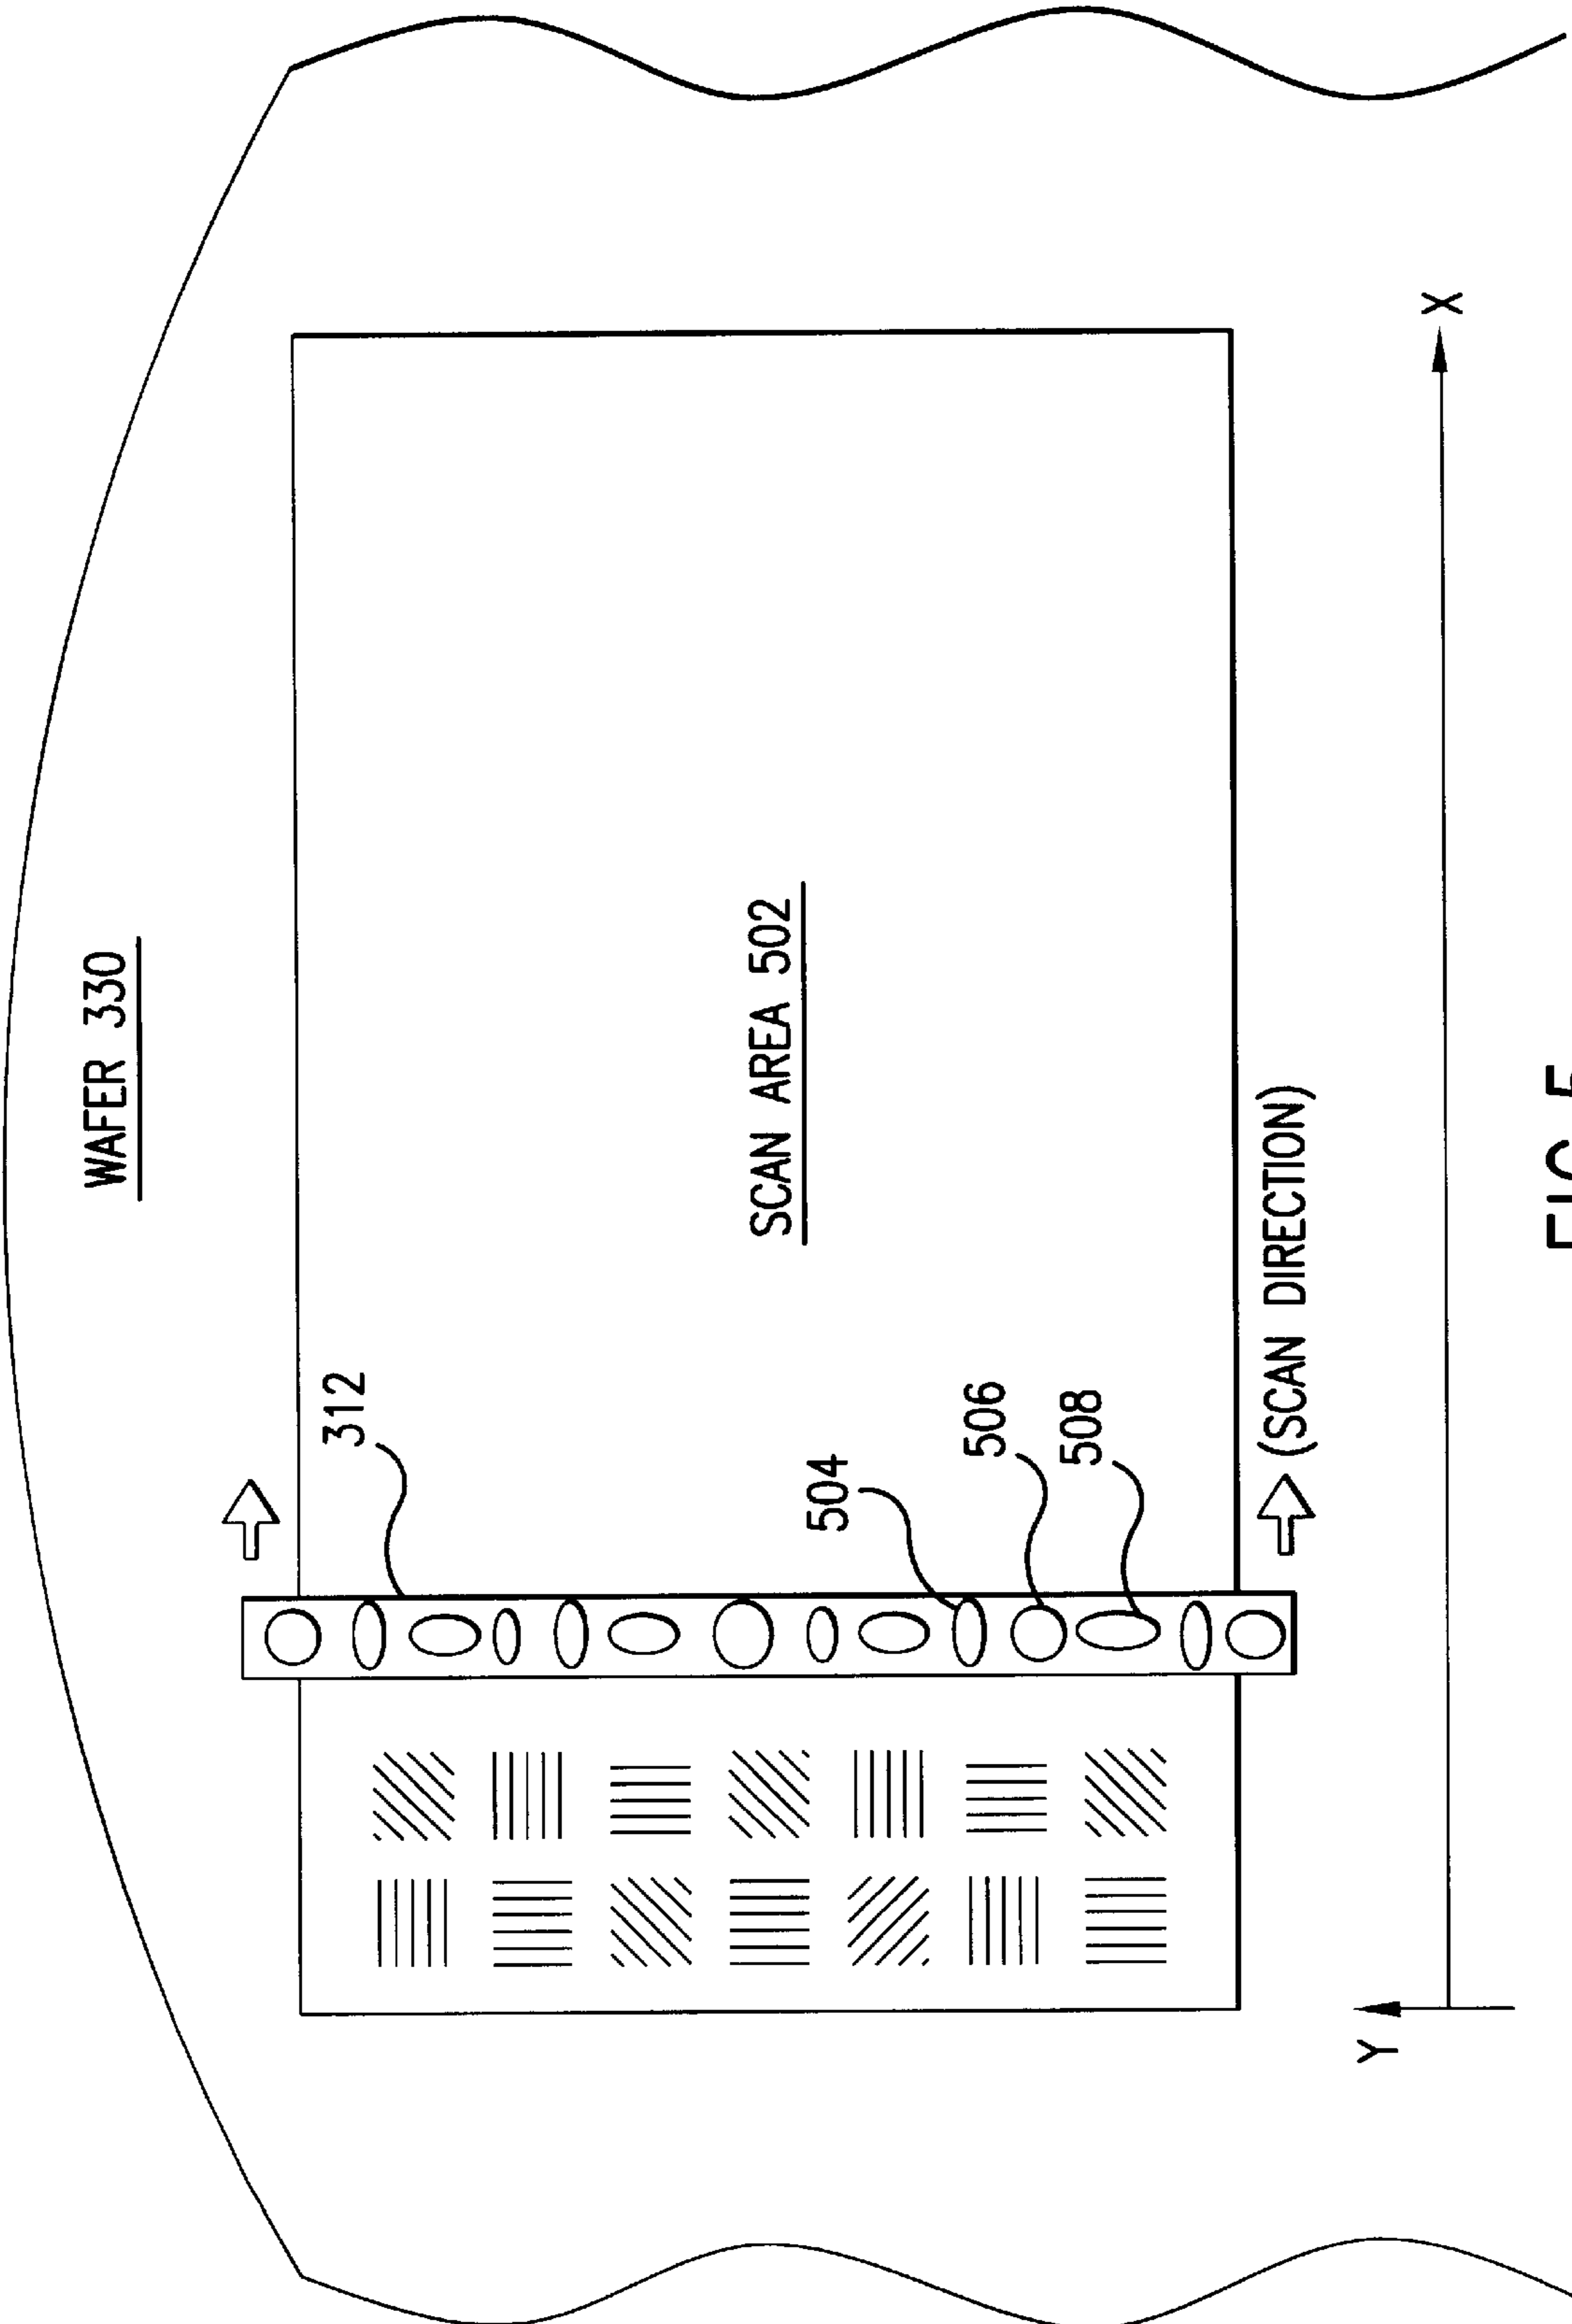 WAFER 330
312
SCAN AREA 502
504
506
508
(SCAN DIRECTION)
Y
X